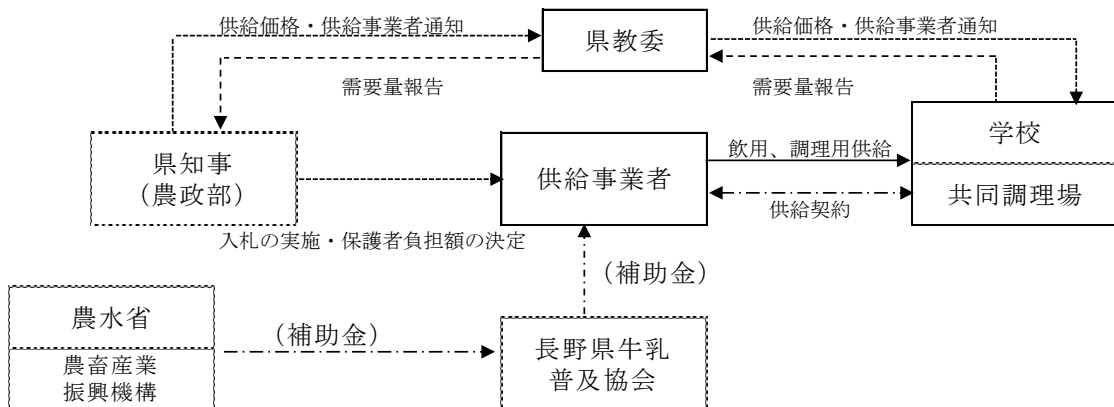 供給価格・供給事業者通知
県教委
供給価格・供給事業者通知
需要量報告
需要量報告
県知事
（農政部）
供給事業者
飲用、調理用供給
学校
共同調理場
供給契約
入札の実施・保護者負担額の決定
（補助金）
農水省
農畜産業
振興機構
（補助金）
長野県牛乳
普及協会